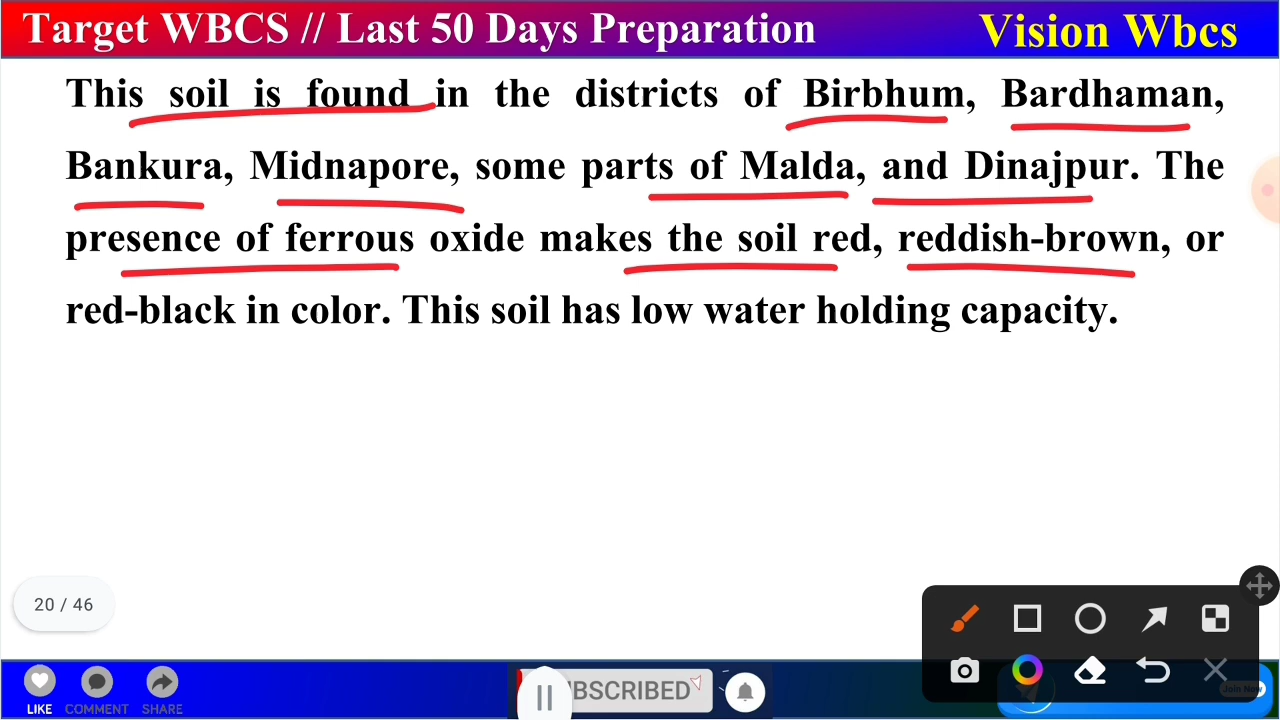 Target WBCS // Last 50 Days Preparation
Vision Wbcs
This soil is found in the districts of Birbhum, Bardhaman,
Bankura, Midnapore, some parts of Malda, and Dinajpur. The
presence of ferrous oxide makes the soil red, reddish-brown, or
red-black in color. This soil has low water holding capacity.
20 / 46
LIKE COMMENT SHARE
Join Now